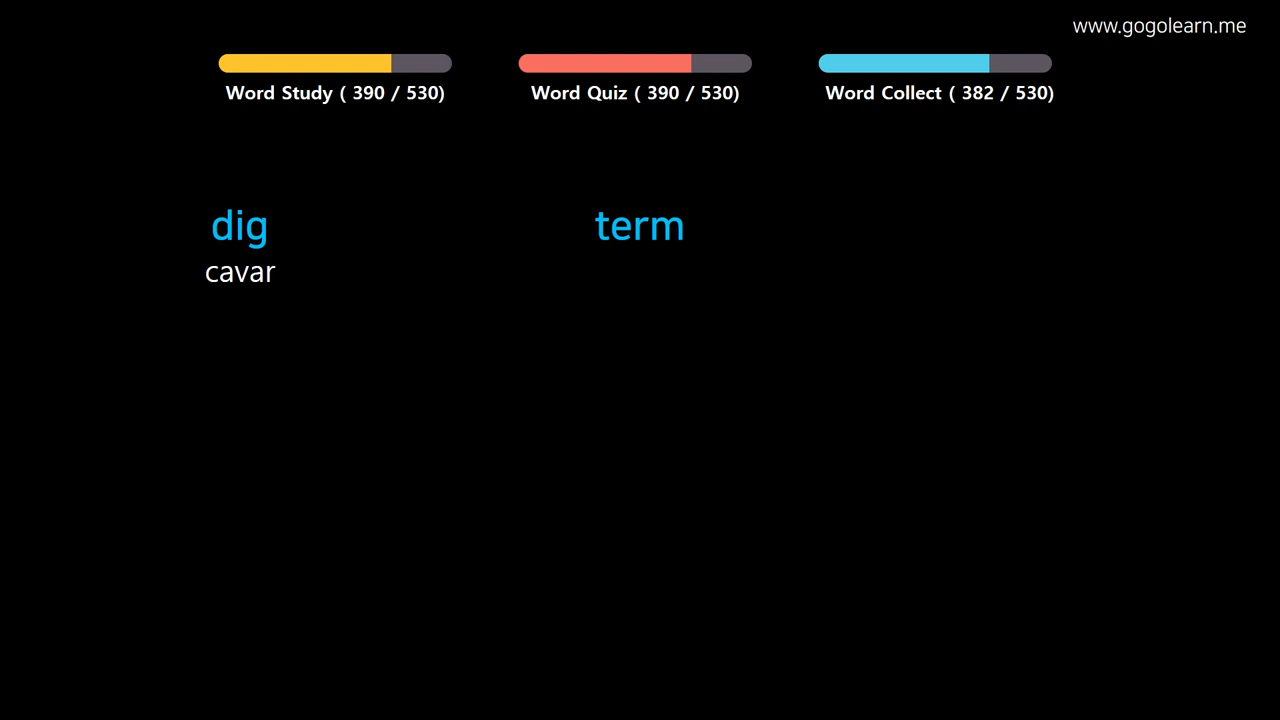 www.gogolearn.me
Word Study ( 390 / 530)
Word Quiz ( 390 / 530)
Word Collect ( 382 / 530)
dig
term
cavar